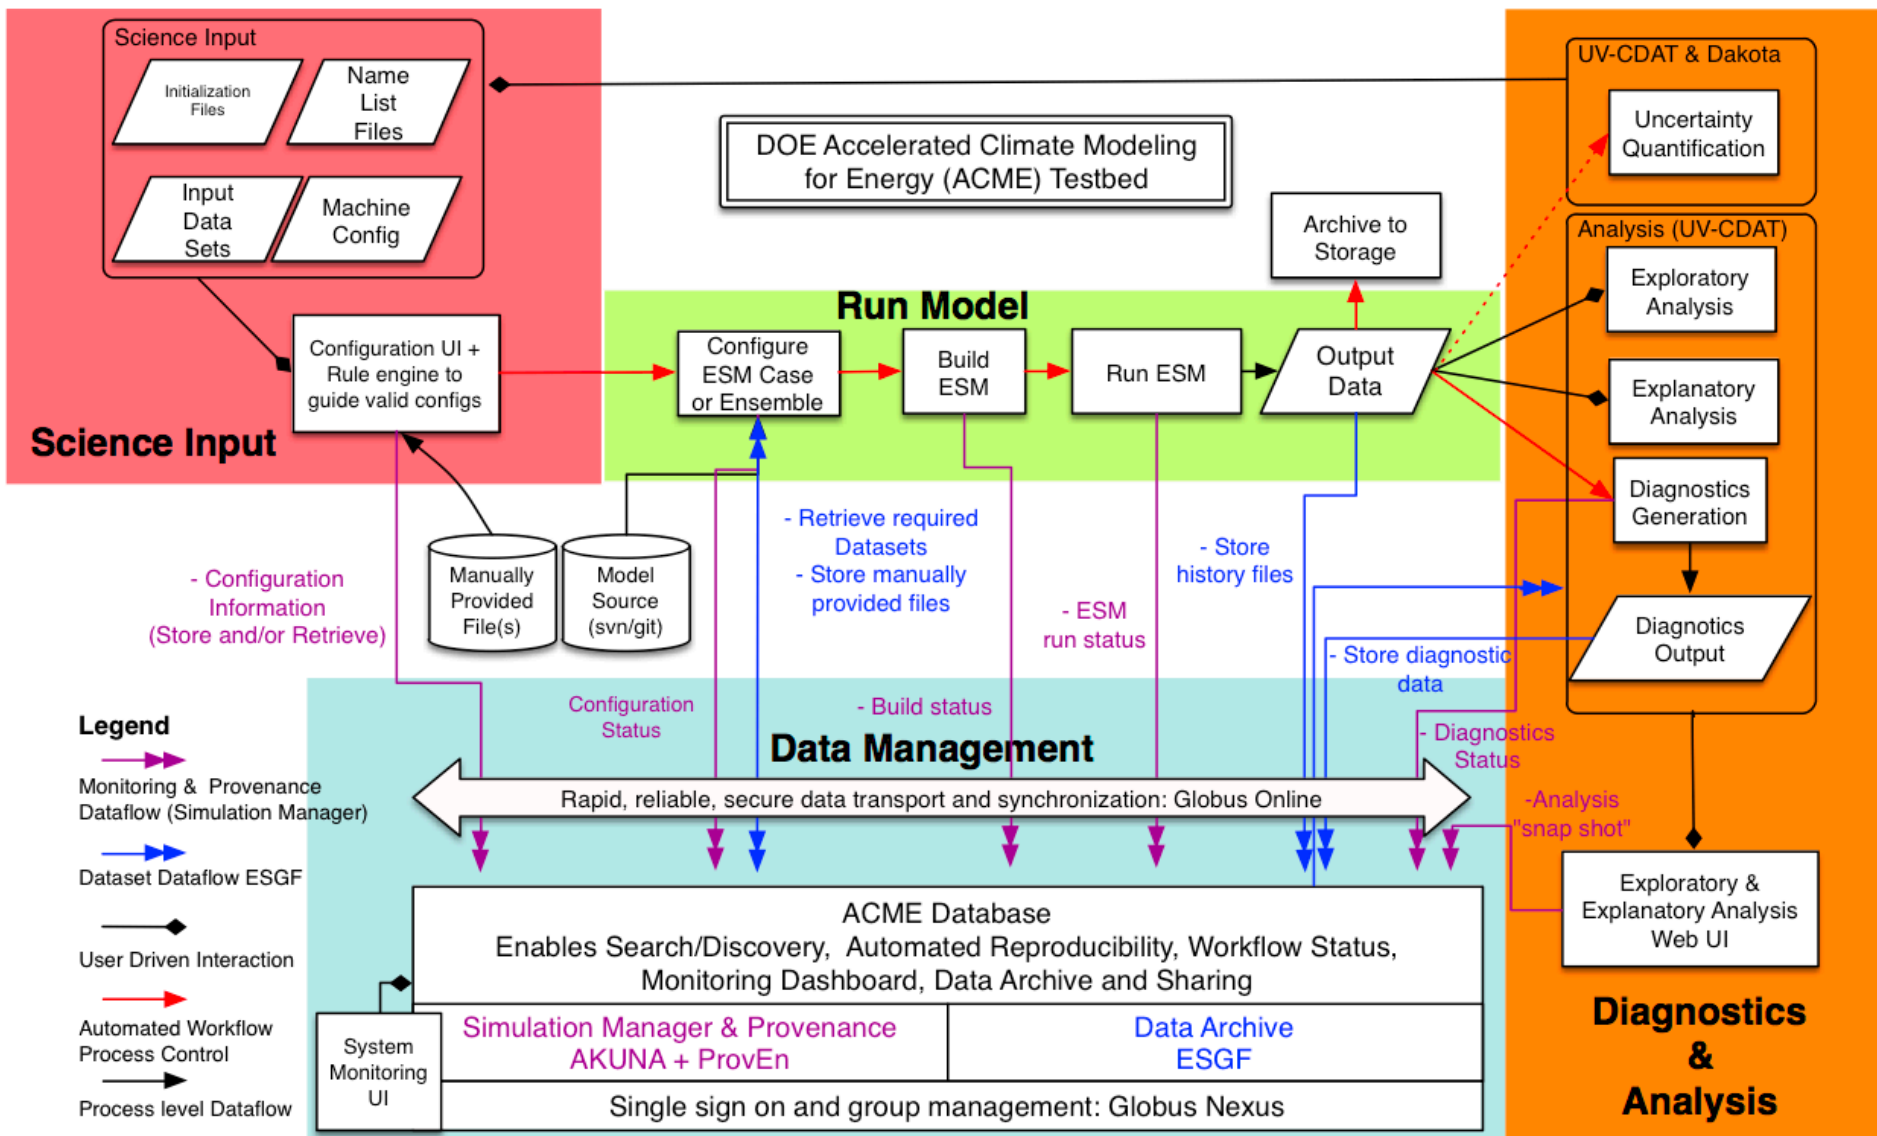 Science Input
Initialization
Files
Name
List
Files
Input
Data
Sets
Machine
Config
Configuration UI +
Rule engine to
guide valid configs
Science Input
DOE Accelerated Climate Modeling
for Energy (ACME) Testbed
Archive to
Storage
Run Model
Configure
ESM Case
or Ensemble
Build
ESM
Run ESM
Output
Data
UV-CDAT & Dakota
Uncertainty
Quantification
Analysis (UV-CDAT)
Exploratory
Analysis
Explanatory
Analysis
Diagnostics
Generation
Diagnotics
Output
- Configuration
Information
(Store and/or Retrieve)
Manually
Provided
File(s)
Model
Source
(svn/git)
- Retrieve required
Datasets
- Store manually
provided files
- ESM
run status
- Store
history files
- Store diagnostic
data
Configuration
Status
- Build status
- Diagnostics
Status
-Analysis
"snap shot"
Data Management
Rapid, reliable, secure data transport and synchronization: Globus Online
ACME Database
Enables Search/Discovery, Automated Reproducibility, Workflow Status,
Monitoring Dashboard, Data Archive and Sharing
Simulation Manager & Provenance
AKUNA + ProvEn
Data Archive
ESGF
Single sign on and group management: Globus Nexus
System
Monitoring
UI
Exploratory &
Explanatory Analysis
Web UI
Diagnostics
&
Analysis
Legend
Monitoring & Provenance
Dataflow (Simulation Manager)
Dataset Dataflow ESGF
User Driven Interaction
Automated Workflow
Process Control
Process level Dataflow